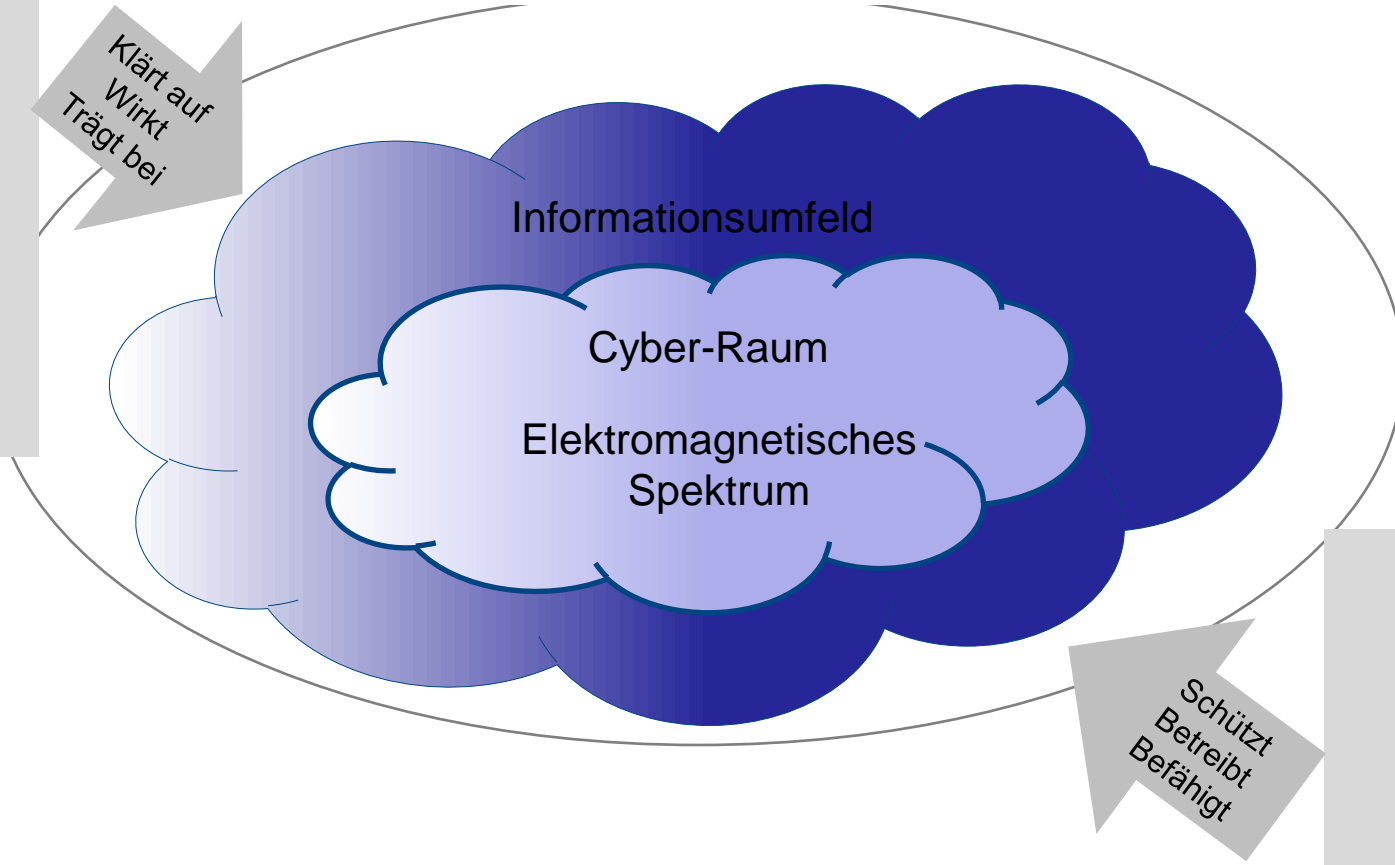 Klärt auf
Wirkt
Trägt bei
Informationsumfeld
Cyber-Raum
Elektromagnetisches
Spektrum
Schützt
Betreibt
Befähigt